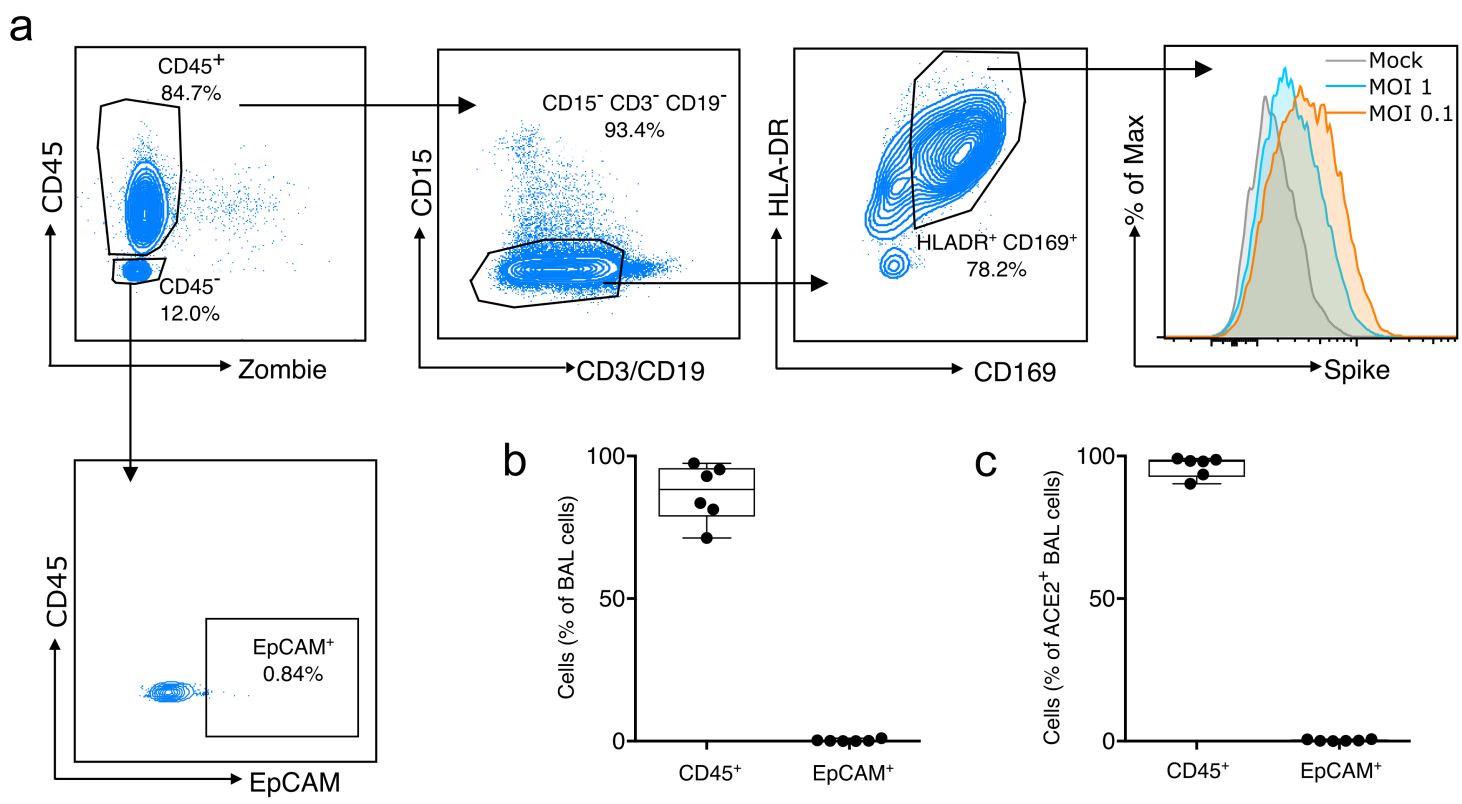 a
CD45⁺
84.7%
CD45⁻
12.0%
CD45
Zombie
CD15⁻ CD3⁻ CD19⁻
93.4%
CD15
CD3/CD19
HLADR⁺ CD169⁺
78.2%
HLA-DR
CD169
Mock
MOI 1
MOI 0.1
% of Max
Spike
EpCAM⁺
0.84%
CD45
EpCAM
b
100
50
0
Cells (% of BAL cells)
CD45⁺
EpCAM⁺
c
100
50
0
Cells (% of ACE2⁺ BAL cells)
CD45⁺
EpCAM⁺